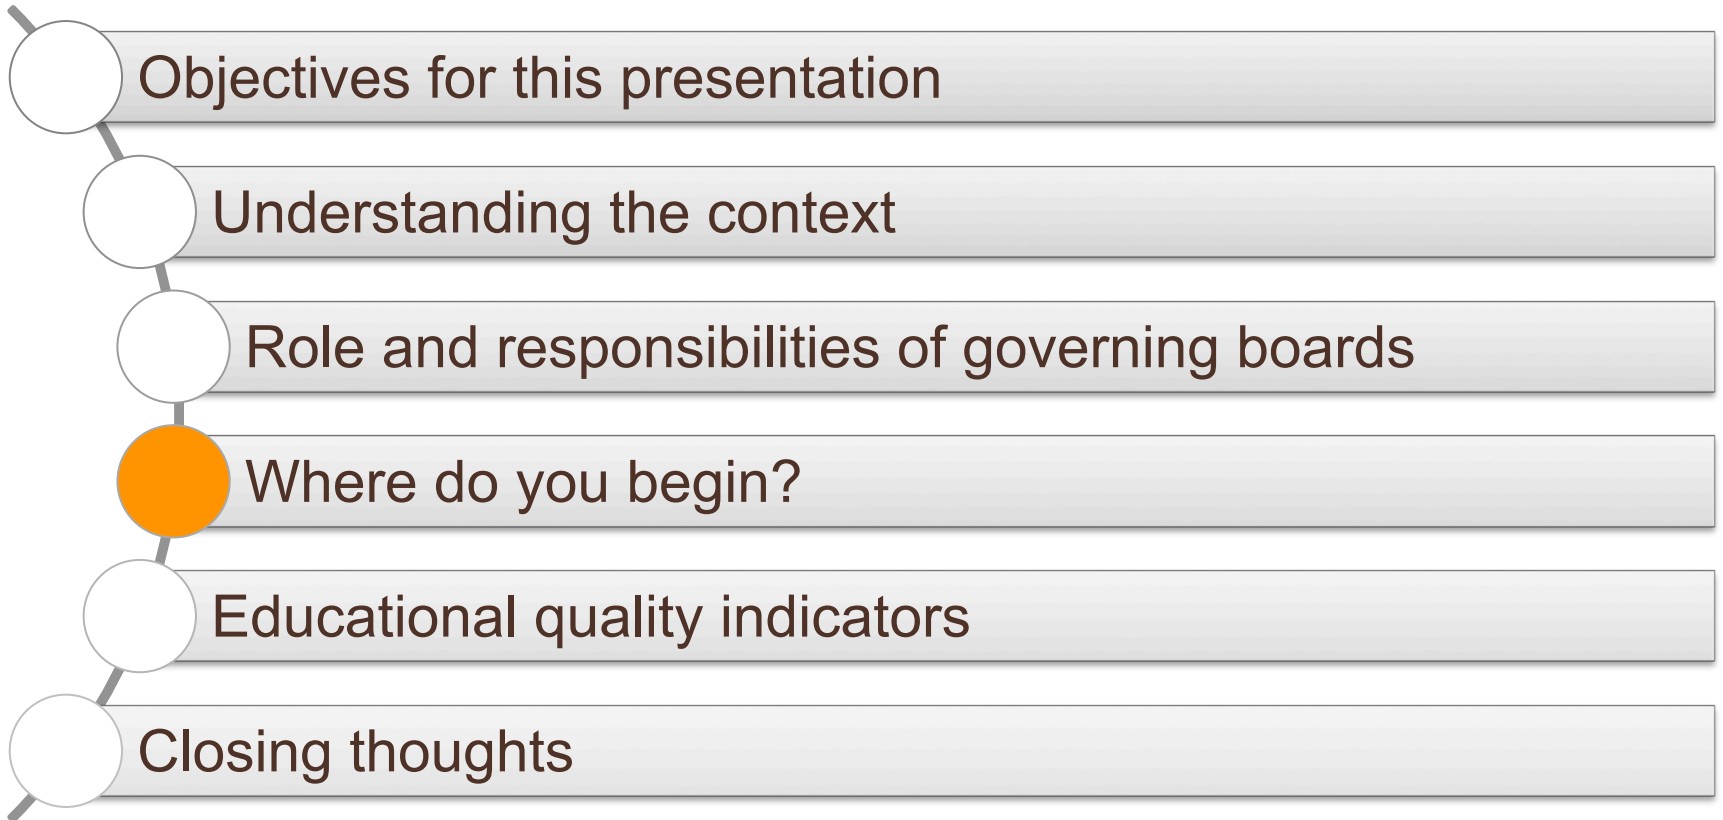 Objectives for this presentation
Understanding the context
Role and responsibilities of governing boards
Where do you begin?
Educational quality indicators
Closing thoughts